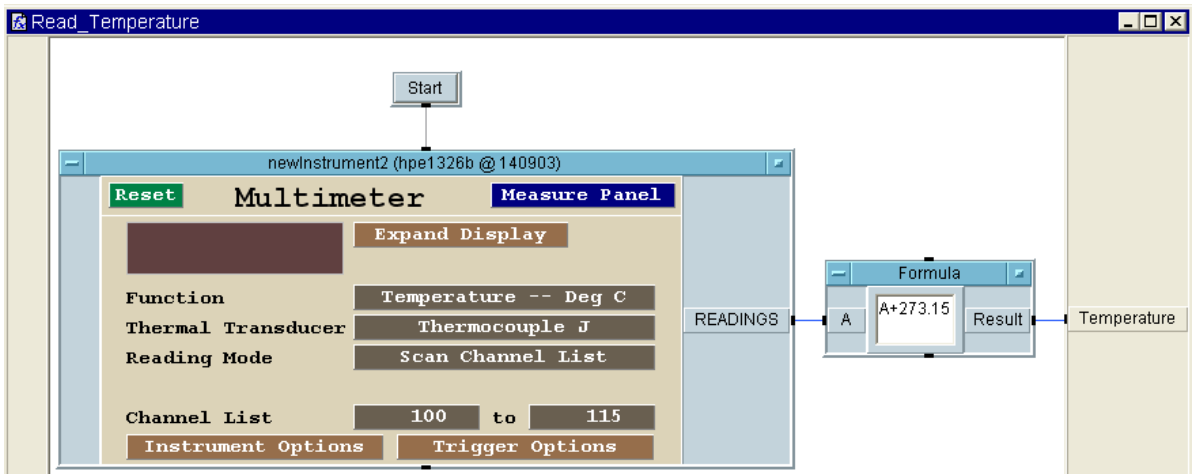 Read_Temperature
Start
newInstrument2 (hpe1326b @ 140903)
Reset Multimeter Measure Panel
Expand Display
Function Temperature -- Deg C
Thermal Transducer Thermocouple J
Reading Mode Scan Channel List
Channel List 100 to 115
Instrument Options Trigger Options
READINGS
Formula
A A+273.15 Result
Temperature